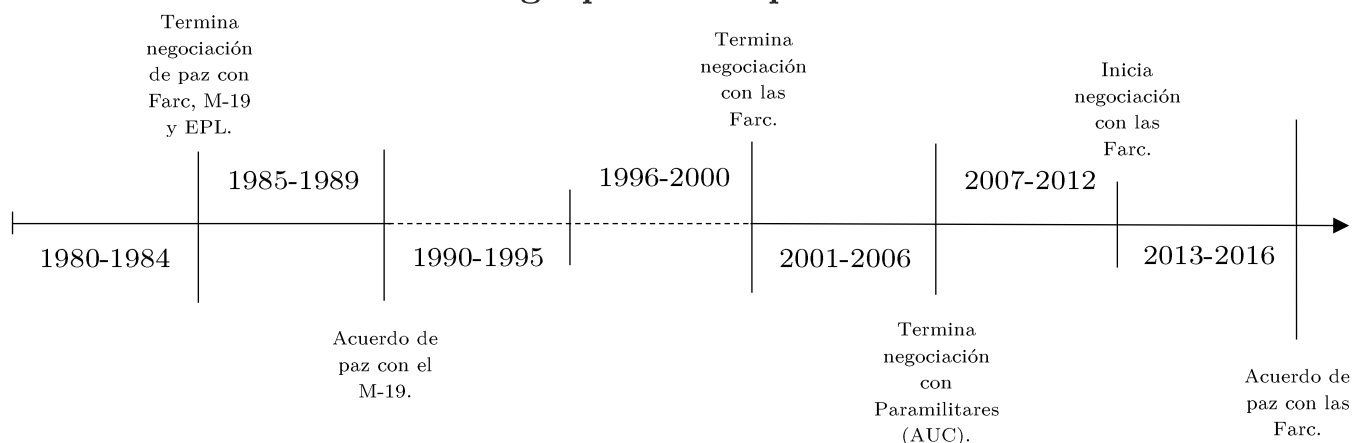 Termina
negociación
de paz con
Farc, M-19
y EPL.
Termina
negociación
con las
Farc.
Inicia
negociación
con las
Farc.
1985-1989
1996-2000
2007-2012
1980-1984
1990-1995
2001-2006
2013-2016
Acuerdo de
paz con el
M-19.
Termina
negociación
con
Paramilitares
(AUC).
Acuerdo de
paz con las
Farc.